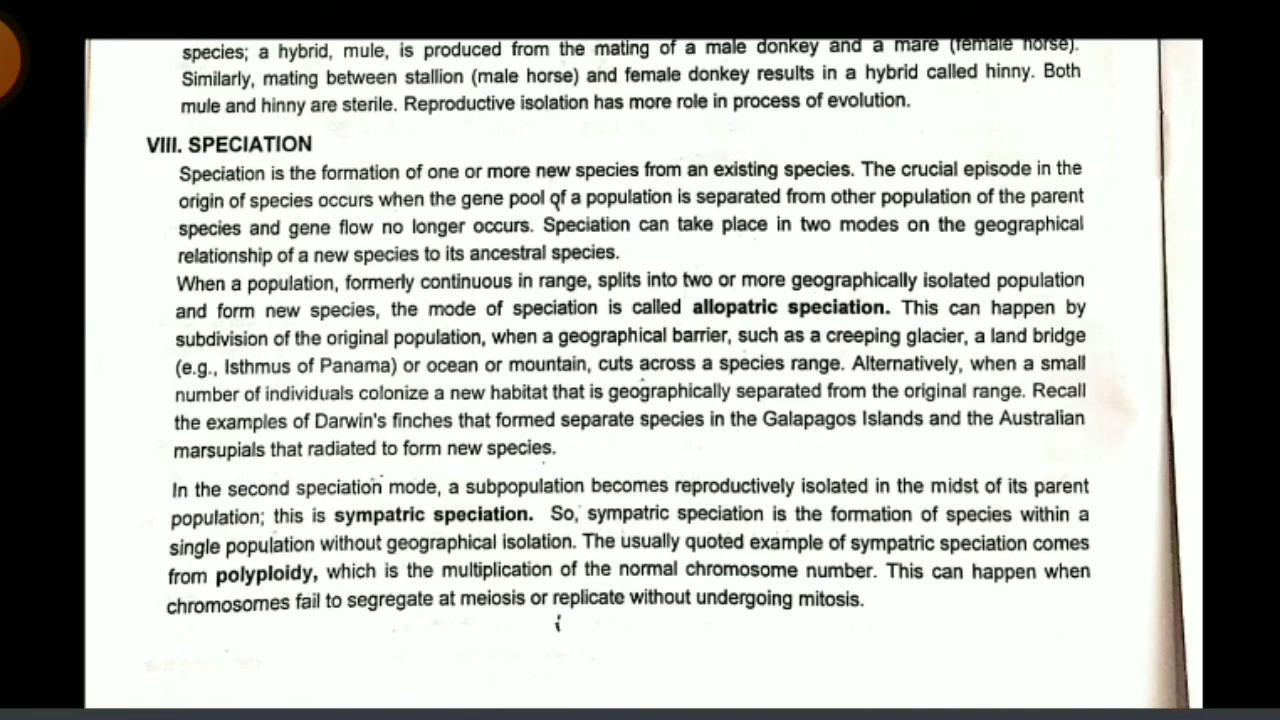 species; a hybrid, mule, is produced from the mating of a male donkey and a mare (female horse).
Similarly, mating between stallion (male horse) and female donkey results in a hybrid called hinny. Both
mule and hinny are sterile. Reproductive isolation has more role in process of evolution.
VIII. SPECIATION
Speciation is the formation of one or more new species from an existing species. The crucial episode in the
origin of species occurs when the gene pool of a population is separated from other population of the parent
species and gene flow no longer occurs. Speciation can take place in two modes on the geographical
relationship of a new species to its ancestral species.
When a population, formerly continuous in range, splits into two or more geographically isolated population
and form new species, the mode of speciation is called allopatric speciation. This can happen by
subdivision of the original population, when a geographical barrier, such as a creeping glacier, a land bridge
(e.g., Isthmus of Panama) or ocean or mountain, cuts across a species range. Alternatively, when a small
number of individuals colonize a new habitat that is geographically separated from the original range. Recall
the examples of Darwin's finches that formed separate species in the Galapagos Islands and the Australian
marsupials that radiated to form new species.
In the second speciation mode, a subpopulation becomes reproductively isolated in the midst of its parent
population; this is sympatric speciation. So, sympatric speciation is the formation of species within a
single population without geographical isolation. The usually quoted example of sympatric speciation comes
from polyploidy, which is the multiplication of the normal chromosome number. This can happen when
chromosomes fail to segregate at meiosis or replicate without undergoing mitosis.